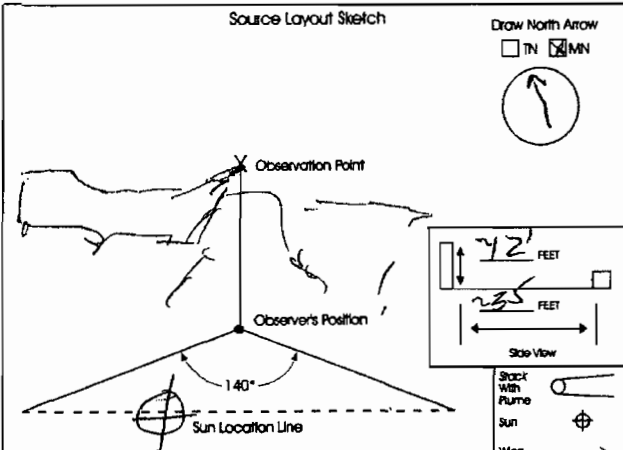 Source Layout Sketch
Draw North Arrow
TN MN
X Observation Point
FEET
~35 FEET
Observer's Position
Side View
140°
Sun Location Line
Stack
With
Plume
Sun